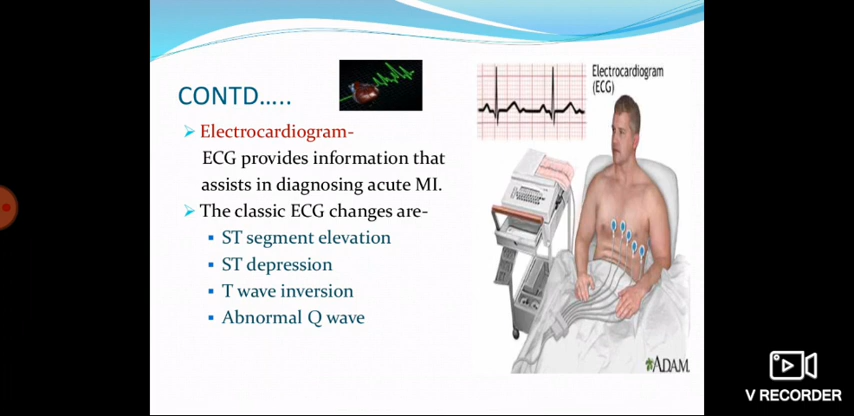 CONTD.....
Electrocardiogram-
ECG provides information that
assists in diagnosing acute MI.
The classic ECG changes are-
ST segment elevation
ST depression
T wave inversion
Abnormal Q wave
Electrocardiogram
(ECG)
ADAM.
V RECORDER